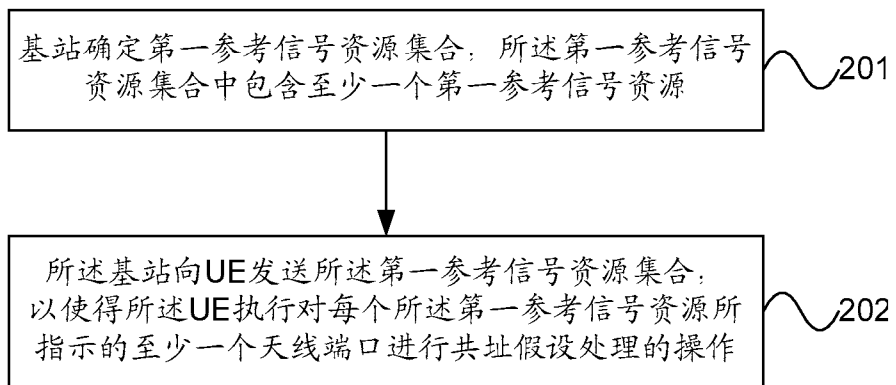 基站确定第一参考信号资源集合；所述第一参考信号
资源集合中包含至少一个第一参考信号资源
201
所述基站向UE发送所述第一参考信号资源集合；
以使得所述UE执行对每个所述第一参考信号资源所
指示的至少一个天线端口进行共址假设处理的操作
202